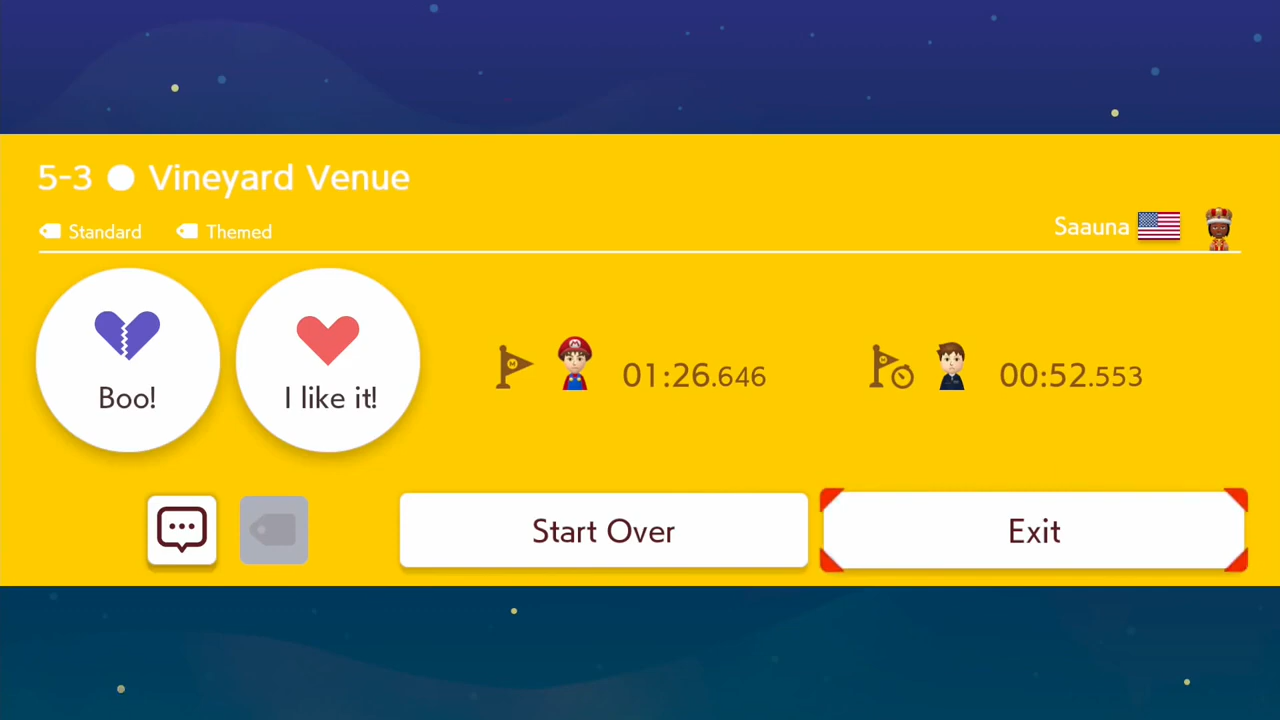 5-3 ● Vineyard Venue
Standard Themed
Saauna
Boo!
I like it!
M
01:26.646
M
00:52.553
Start Over
Exit